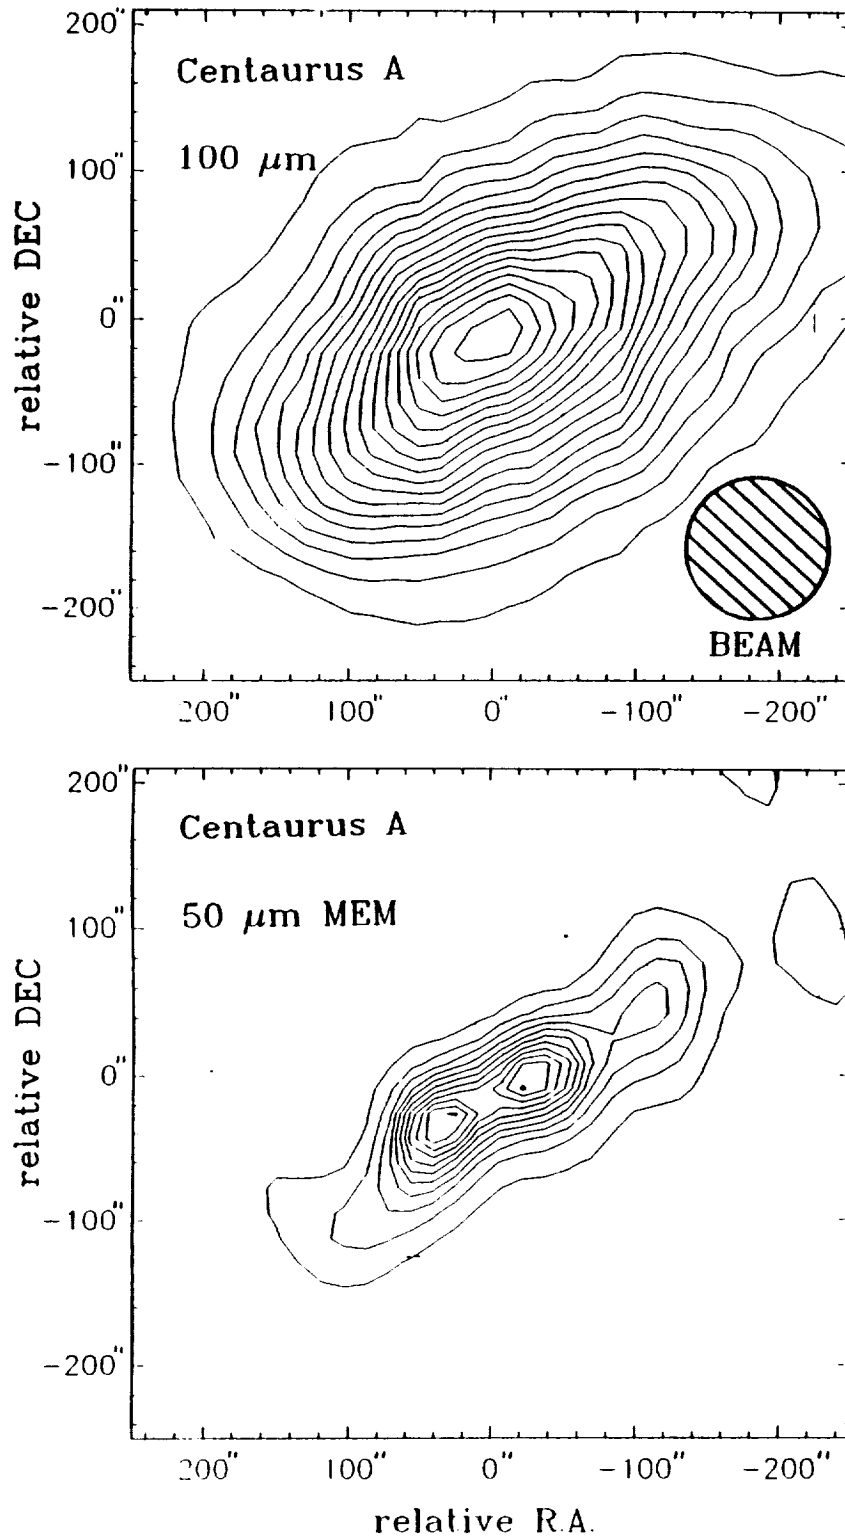 200"
Centaurus A
100 μm
100"
0"
-100"
-200"
relative DEC
BEAM
200" 100" 0" -100" -200"
200"
Centaurus A
50 μm MEM
100"
0"
-100"
-200"
relative DEC
200" 100" 0" -100" -200"
relative R.A.